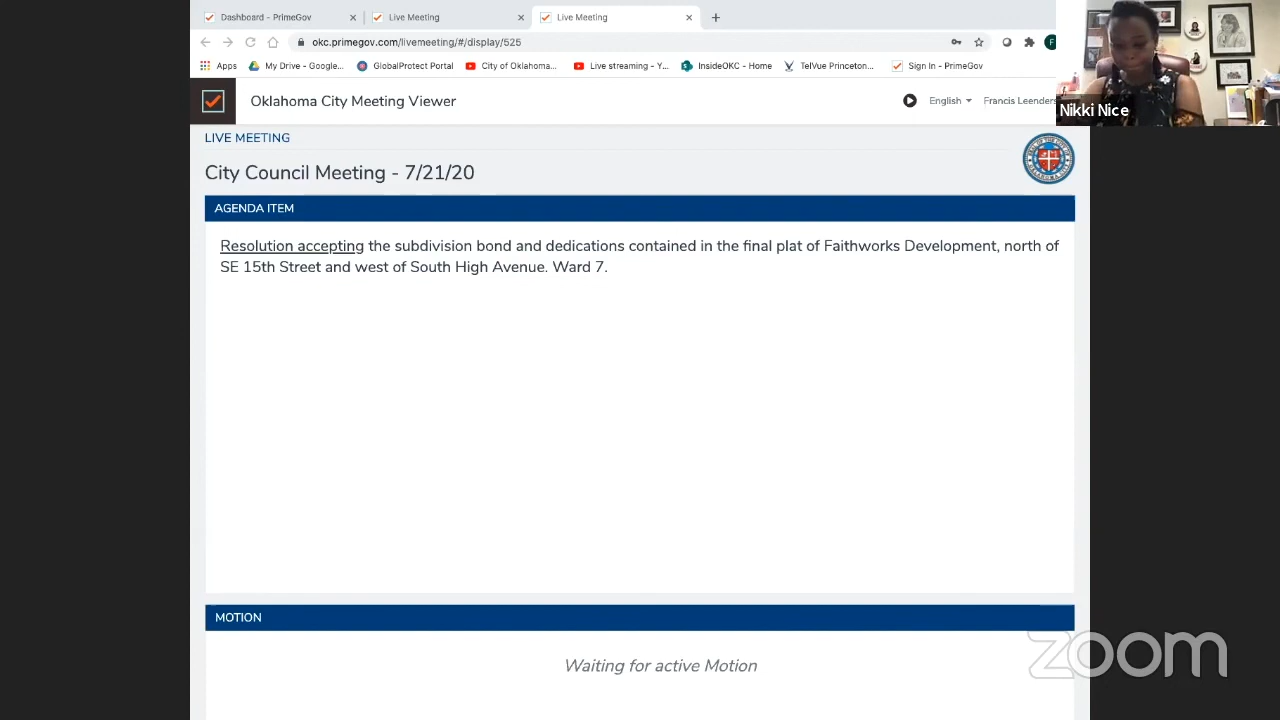 Dashboard - PrimeGov
Live Meeting
Live Meeting
okc.primegov.com/livemeeting/#/display/525
F
Apps
My Drive - Google...
GlobalProtect Portal
City of Oklahoma...
Live streaming - Y...
InsideOKC - Home
TelVue Princeton...
Sign In - PrimeGov
Oklahoma City Meeting Viewer
English
Francis Leenders
Nikki Nice
LIVE MEETING
City Council Meeting - 7/21/20
AGENDA ITEM
Resolution accepting the subdivision bond and dedications contained in the final plat of Faithworks Development, north of
SE 15th Street and west of South High Avenue. Ward 7.
MOTION
Waiting for active Motion
zoom